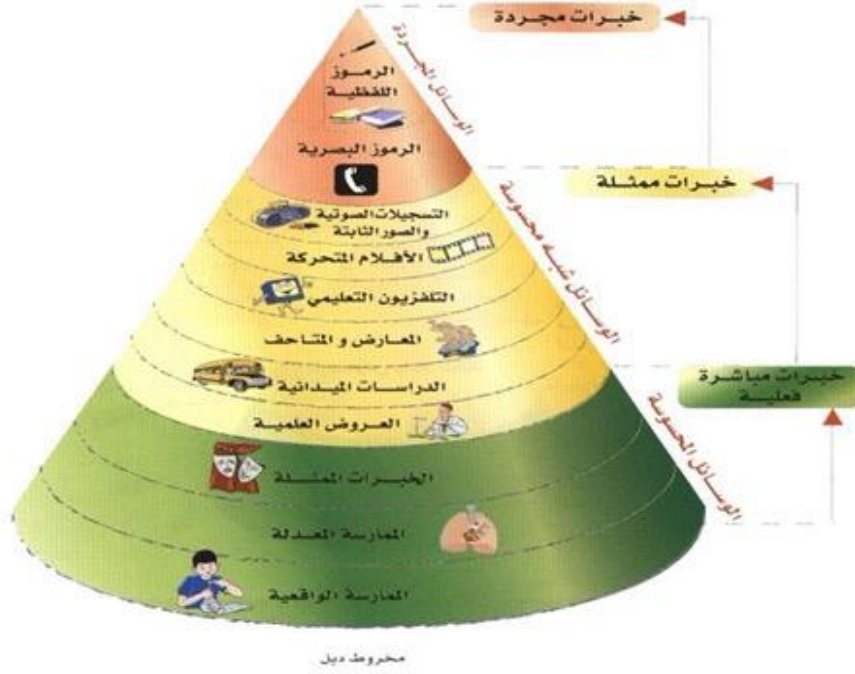 خبرات مجردة
الوسائل المجردة
الرموز
اللفظية
الرموز البصرية
خبرات ممثلة
الوسائل شبه محسوسة
التسجيلات الصوتية
والصور الثابتة
الأفلام المتحركة
التلفزيون التعليمي
المعارض و المتاحف
الدراسات الميدانية
العروض العلمية
خبرات مباشرة
فعلية
الوسائل المحسوسة
الخبرات الممثلة
الممارسة المعدلة
الممارسة الواقعية
مخروط ديل